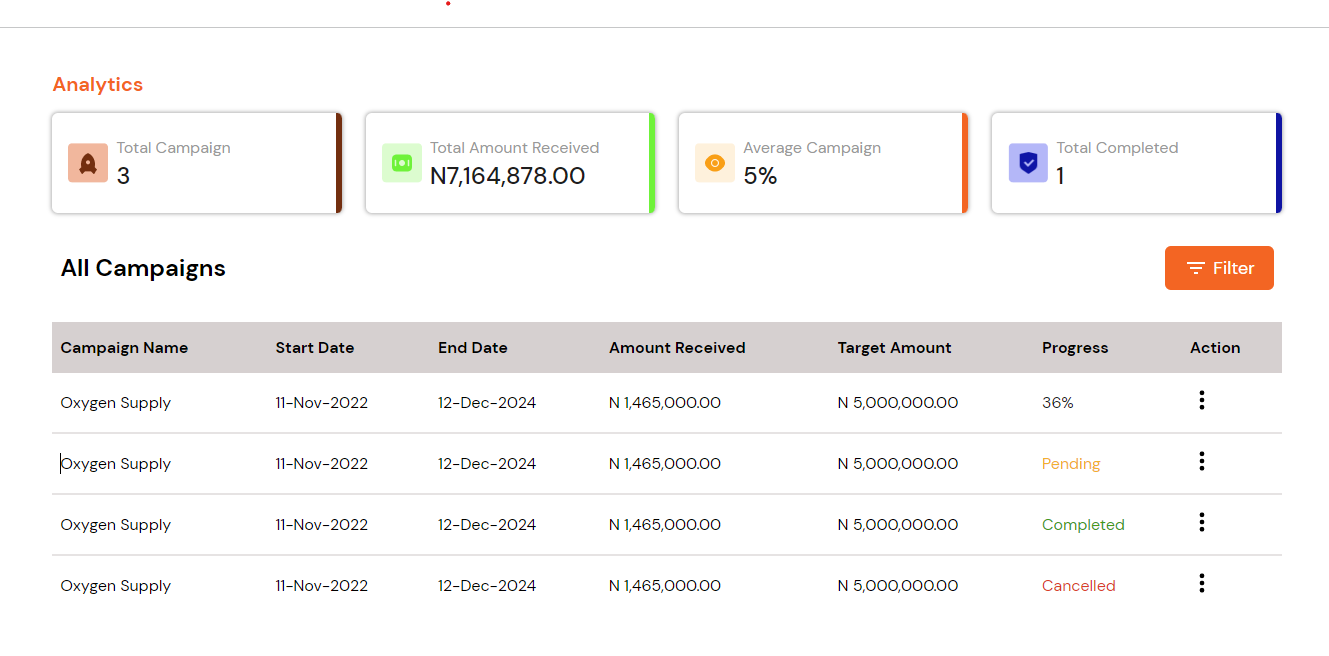 Analytics
Total Campaign
3
Total Amount Received
N7,164,878.00
Average Campaign
5%
Total Completed
1
All Campaigns
Filter
Campaign Name Start Date End Date Amount Received Target Amount Progress Action
Oxygen Supply 11-Nov-2022 12-Dec-2024 N 1,465,000.00 N 5,000,000.00 36%
Oxygen Supply 11-Nov-2022 12-Dec-2024 N 1,465,000.00 N 5,000,000.00 Pending
Oxygen Supply 11-Nov-2022 12-Dec-2024 N 1,465,000.00 N 5,000,000.00 Completed
Oxygen Supply 11-Nov-2022 12-Dec-2024 N 1,465,000.00 N 5,000,000.00 Cancelled